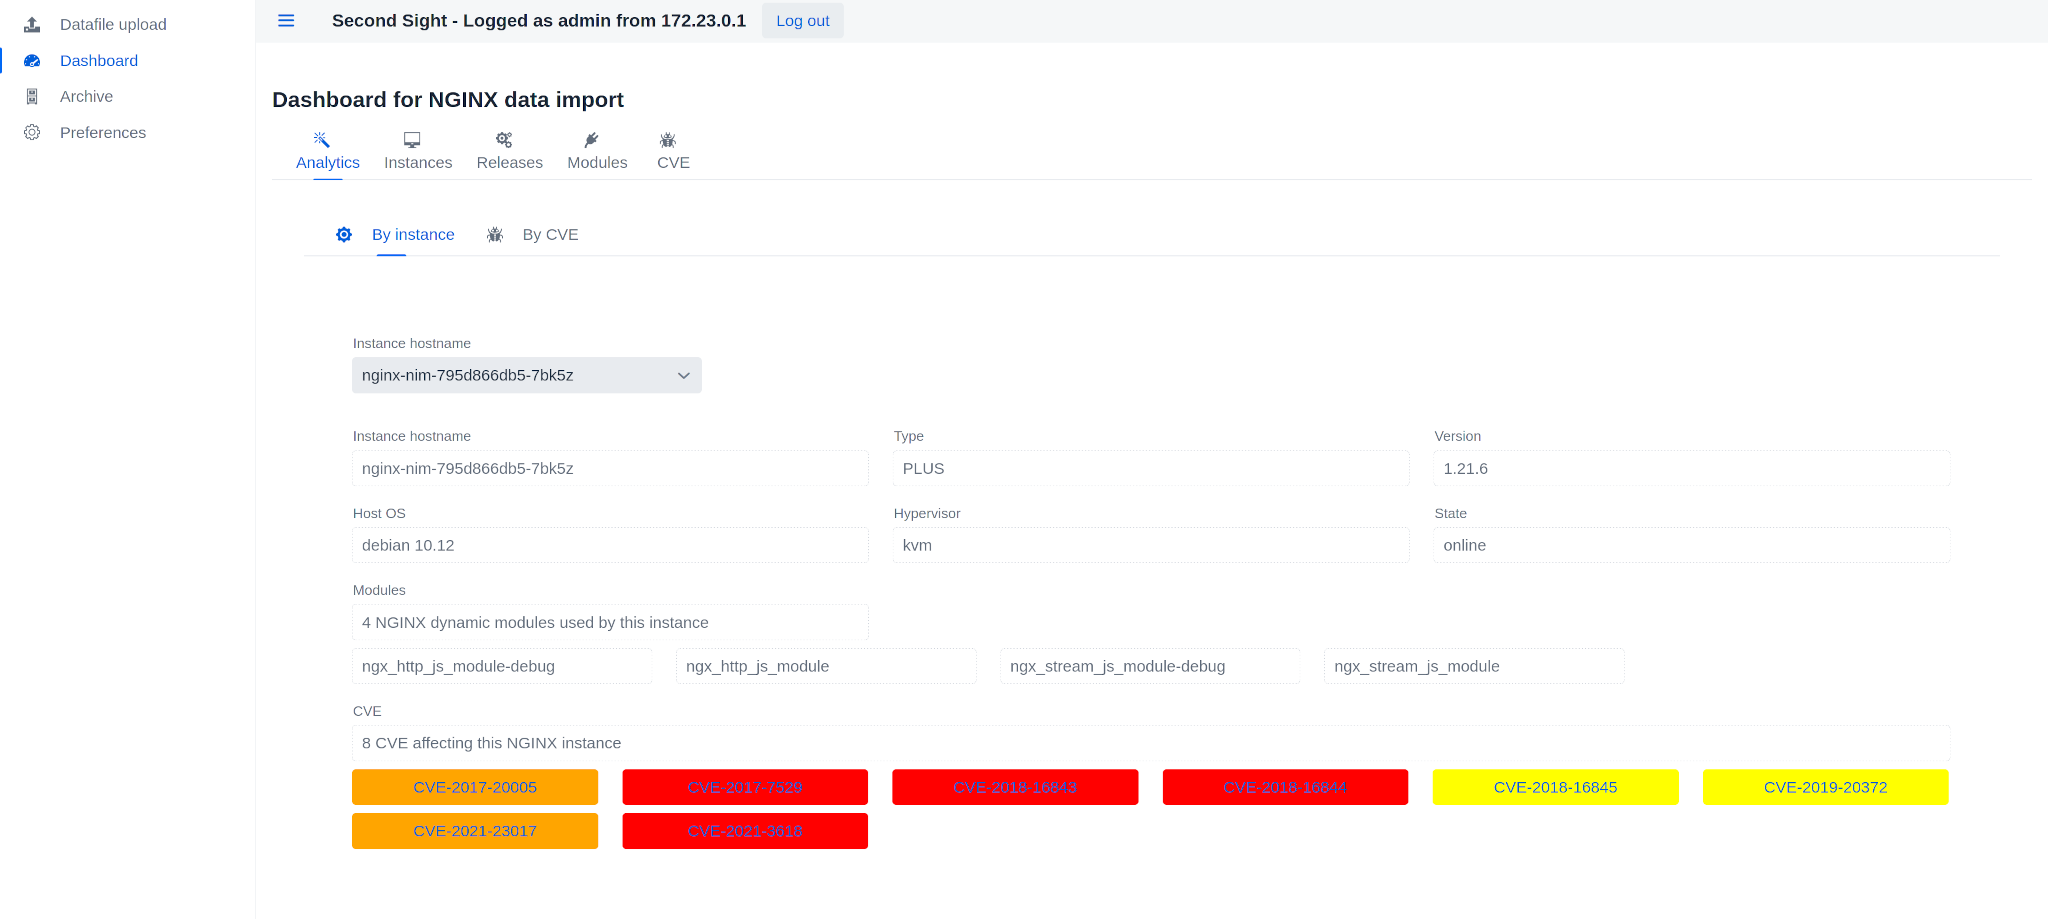 Datafile upload
Dashboard
Archive
Preferences
Second Sight - Logged as admin from 172.23.0.1 Log out
Dashboard for NGINX data import
Analytics Instances Releases Modules CVE
By instance By CVE
Instance hostname
nginx-nim-795d866db5-7bk5z
Instance hostname Type Version
nginx-nim-795d866db5-7bk5z PLUS 1.21.6
Host OS Hypervisor State
debian 10.12 kvm online
Modules
4 NGINX dynamic modules used by this instance
ngx_http_js_module-debug ngx_http_js_module ngx_stream_js_module-debug ngx_stream_js_module
CVE
8 CVE affecting this NGINX instance
CVE-2017-20005 CVE-2017-7529 CVE-2018-16843 CVE-2018-16844 CVE-2018-16845 CVE-2019-20372
CVE-2021-23017 CVE-2021-3618